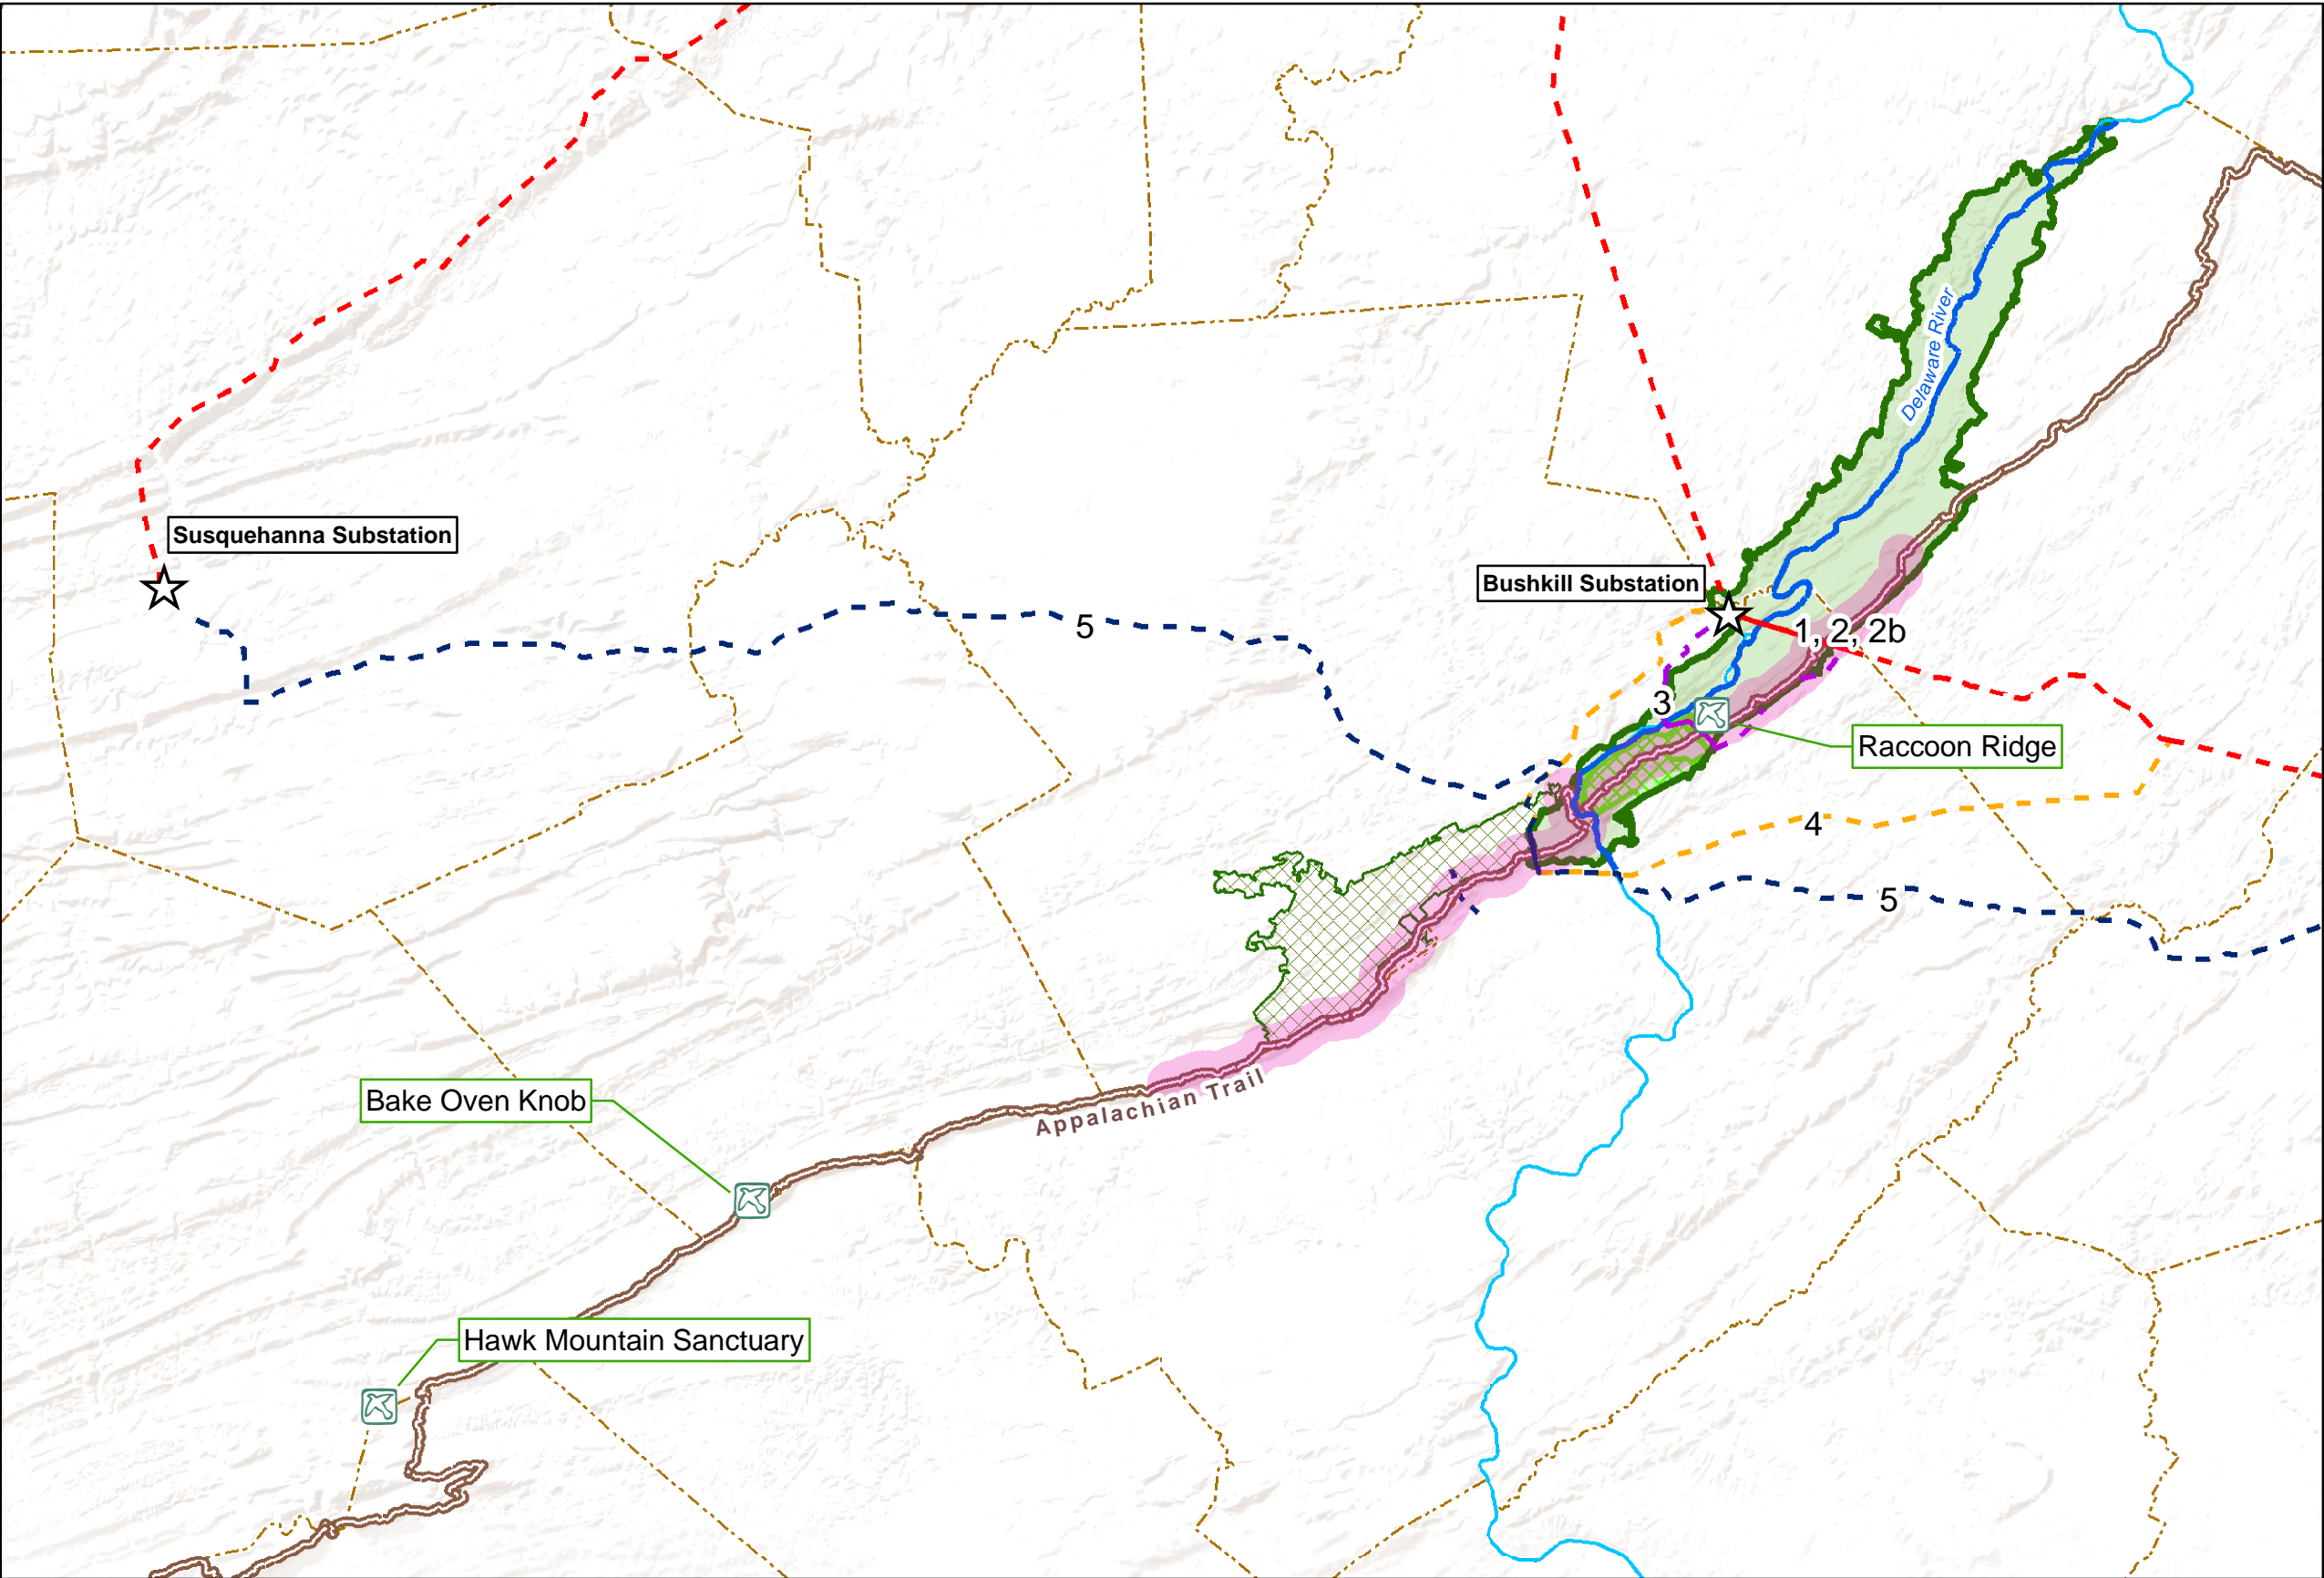 Delaware River
Susquehanna Substation
Bushkill Substation
5
1, 2, 2b
3
Raccoon Ridge
4
5
Bake Oven Knob
Appalachian Trail
Hawk Mountain Sanctuary